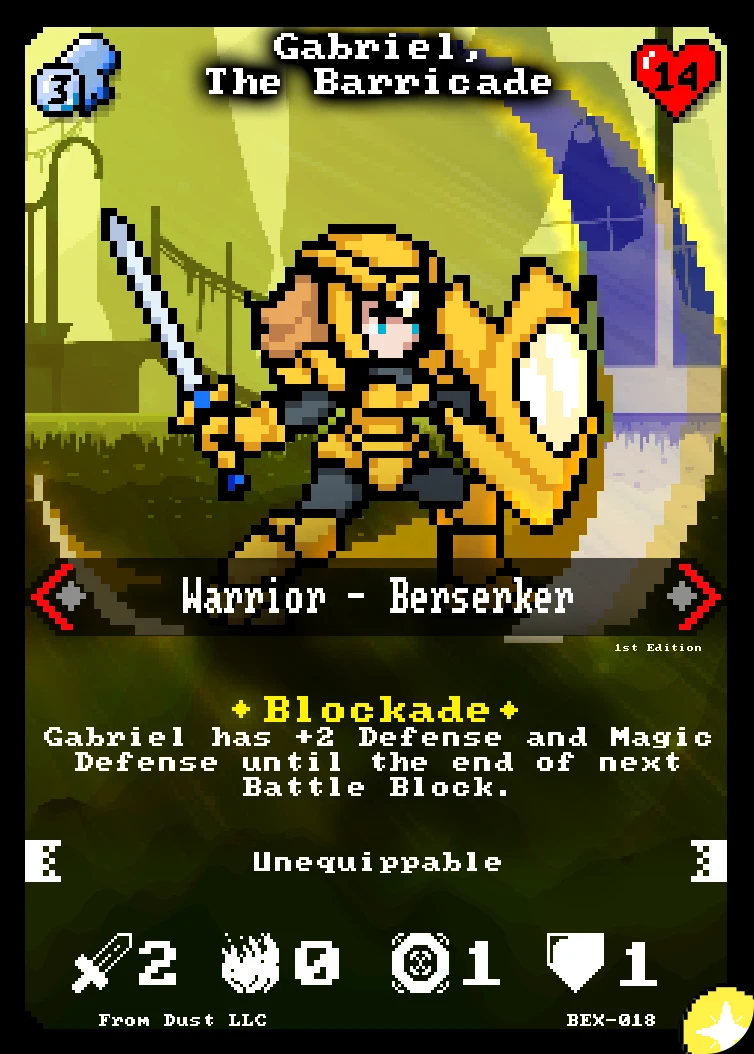 Gabriel,
The Barricade
3
14
Warrior - Berserker
1st Edition
Blockade
Gabriel has +2 Defense and Magic
Defense until the end of next
Battle Block.
Unequippable
2 0 1 1
From Dust LLC BEX-018